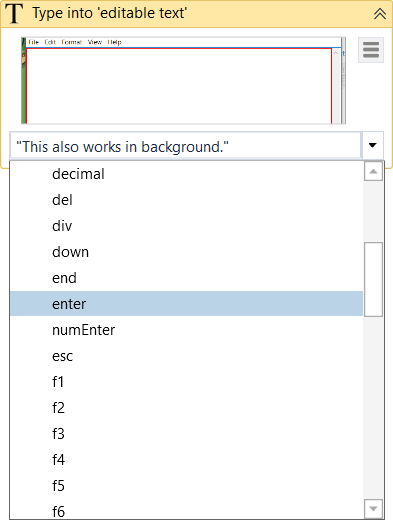 T Type into 'editable text'
File Edit Format View Help
"This also works in background."
decimal
del
div
down
end
enter
numEnter
esc
f1
f2
f3
f4
f5
f6